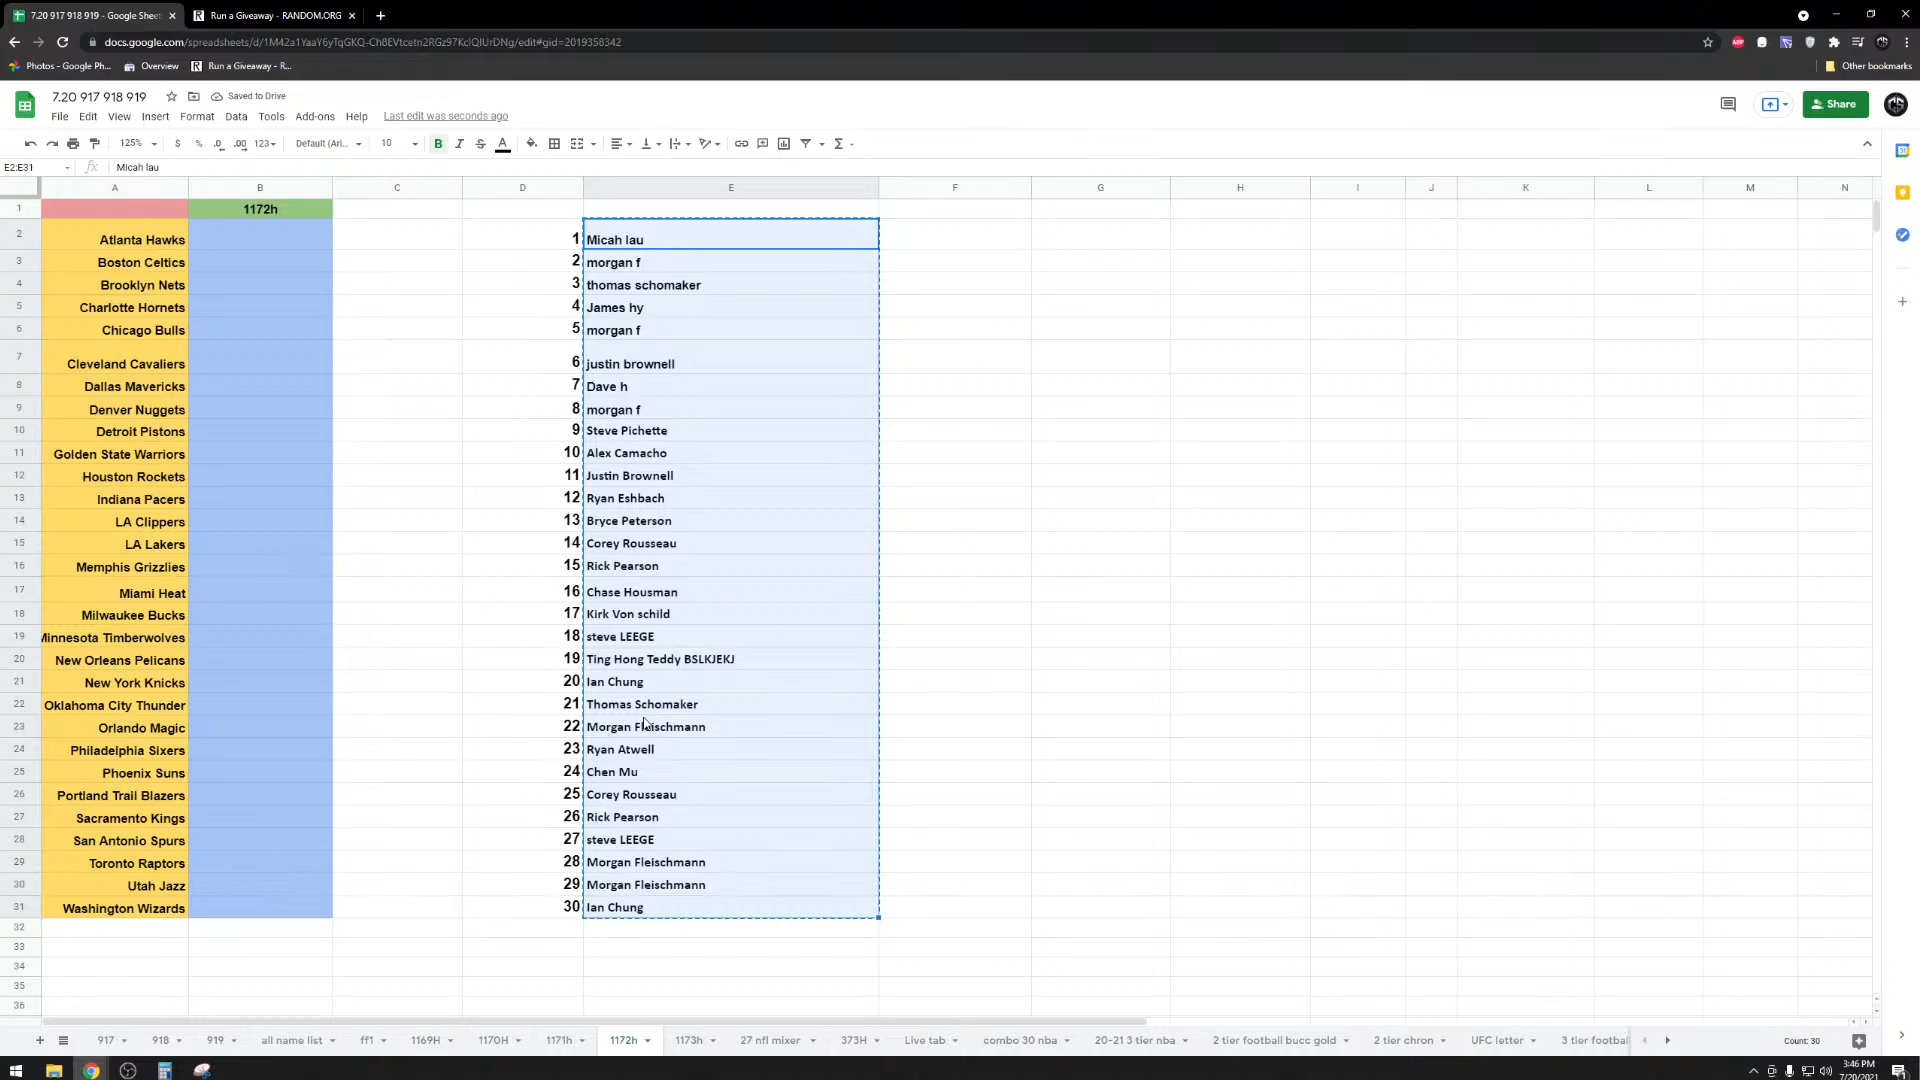 7.20 917 918 919 - Google Sheet
Run a Giveaway - RANDOM.ORG
docs.google.com/spreadsheets/d/
/edit#gid=2019358342
Photos - Google Ph...
Overview
Run a Giveaway - R...
Other bookmarks
7.20 917 918 919
Saved to Drive
Share
File Edit View Insert Format Data Tools Add-ons Help Last edit was seconds ago
125% $ % .0 .00 123 Default (Ari... 10 B I S A Σ
E2:E31 fx Micah lau
A B C D E F G H I J K L M N
1 1172h
2 Atlanta Hawks 1 Micah lau
3 Boston Celtics 2 morgan f
4 Brooklyn Nets 3 thomas schomaker
5 Charlotte Hornets 4 James hy
6 Chicago Bulls 5 morgan f
7 Cleveland Cavaliers 6 justin brownell
8 Dallas Mavericks 7 Dave h
9 Denver Nuggets 8 morgan f
10 Detroit Pistons 9 Steve Pichette
11 Golden State Warriors 10 Alex Camacho
12 Houston Rockets 11 Justin Brownell
13 Indiana Pacers 12 Ryan Eshbach
14 LA Clippers 13 Bryce Peterson
15 LA Lakers 14 Corey Rousseau
16 Memphis Grizzlies 15 Rick Pearson
17 Miami Heat 16 Chase Housman
18 Milwaukee Bucks 17 Kirk Von schild
19 Minnesota Timberwolves 18 steve LEEGE
20 New Orleans Pelicans 19 Ting Hong Teddy BSLKJEKJ
21 New York Knicks 20 Ian Chung
22 Oklahoma City Thunder 21 Thomas Schomaker
23 Orlando Magic 22 Morgan Fleischmann
24 Philadelphia Sixers 23 Ryan Atwell
25 Phoenix Suns 24 Chen Mu
26 Portland Trail Blazers 25 Corey Rousseau
27 Sacramento Kings 26 Rick Pearson
28 San Antonio Spurs 27 steve LEEGE
29 Toronto Raptors 28 Morgan Fleischmann
30 Utah Jazz 29 Morgan Fleischmann
31 Washington Wizards 30 Ian Chung
32
33
34
35
36
917 918 919 all name list ff1 1169H 1170H 1171h 1172h 1173h 27 nfl mixer 373H Live tab combo 30 nba 20-21 3 tier nba 2 tier football bucc gold 2 tier chron UFC letter 3 tier footbal
Count: 30
3:46 PM
7/20/2021